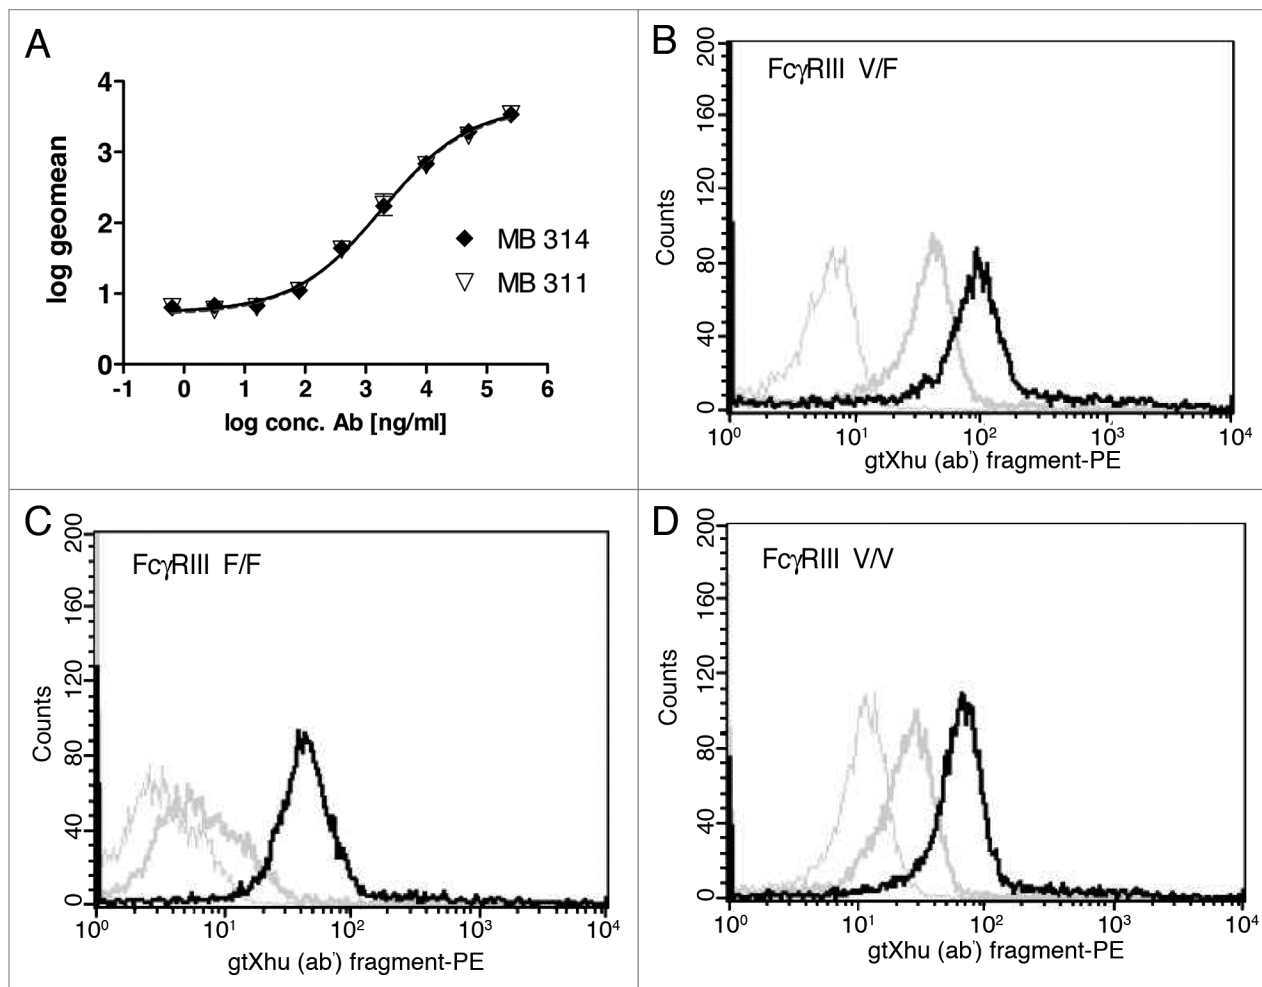 A
4
3
2
1
0
-1 0 1 2 3 4 5 6
log geomean
log conc. Ab [ng/ml]
MB 314
MB 311
B
FcγRIII V/F
200
160
120
80
40
0
Counts
10⁰ 10¹ 10² 10³ 10⁴
gtXhu (ab') fragment-PE
C
FcγRIII F/F
200
160
120
80
40
0
Counts
10⁰ 10¹ 10² 10³ 10⁴
gtXhu (ab') fragment-PE
D
FcγRIII V/V
200
160
120
80
40
0
Counts
10⁰ 10¹ 10² 10³ 10⁴
gtXhu (ab') fragment-PE